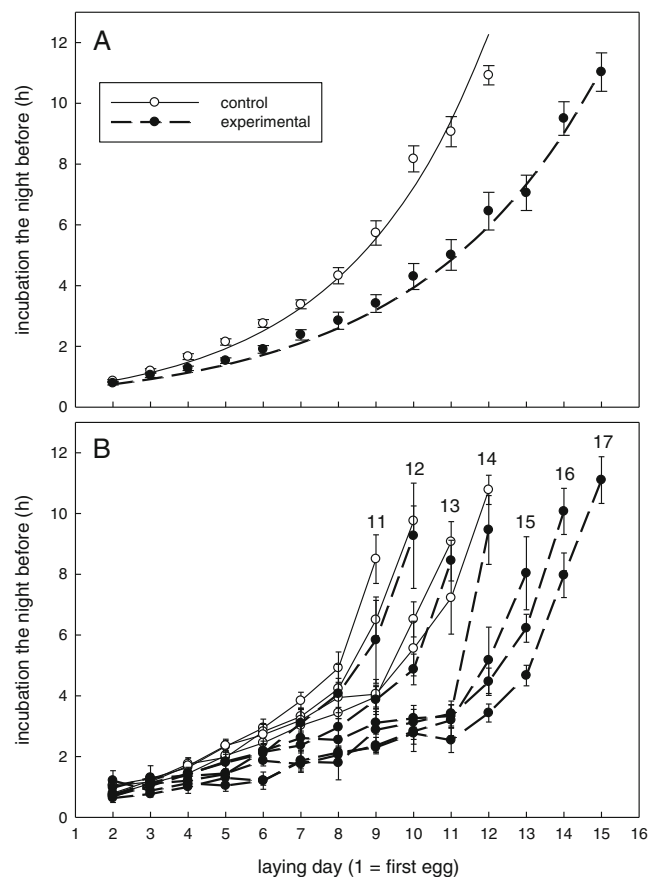 A
control
experimental
incubation the night before (h)
12
10
8
6
4
2
0
B
11
12
13
14
15
16
17
incubation the night before (h)
12
10
8
6
4
2
0
1 2 3 4 5 6 7 8 9 10 11 12 13 14 15 16
laying day (1 = first egg)